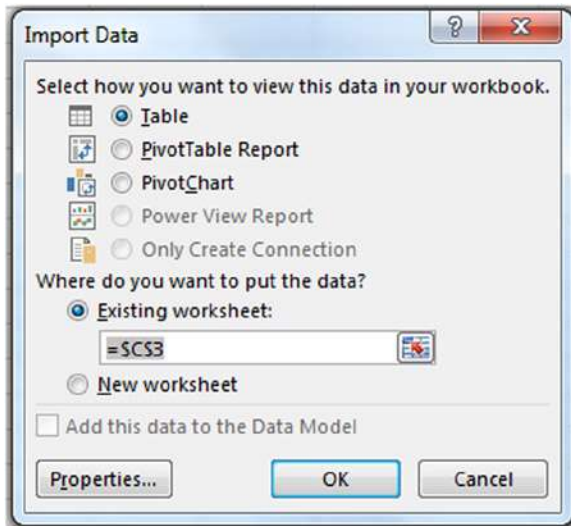 Import Data
?
Select how you want to view this data in your workbook.
Table
PivotTable Report
PivotChart
Power View Report
Only Create Connection
Where do you want to put the data?
Existing worksheet:
=$C$3
New worksheet
Add this data to the Data Model
Properties... OK Cancel